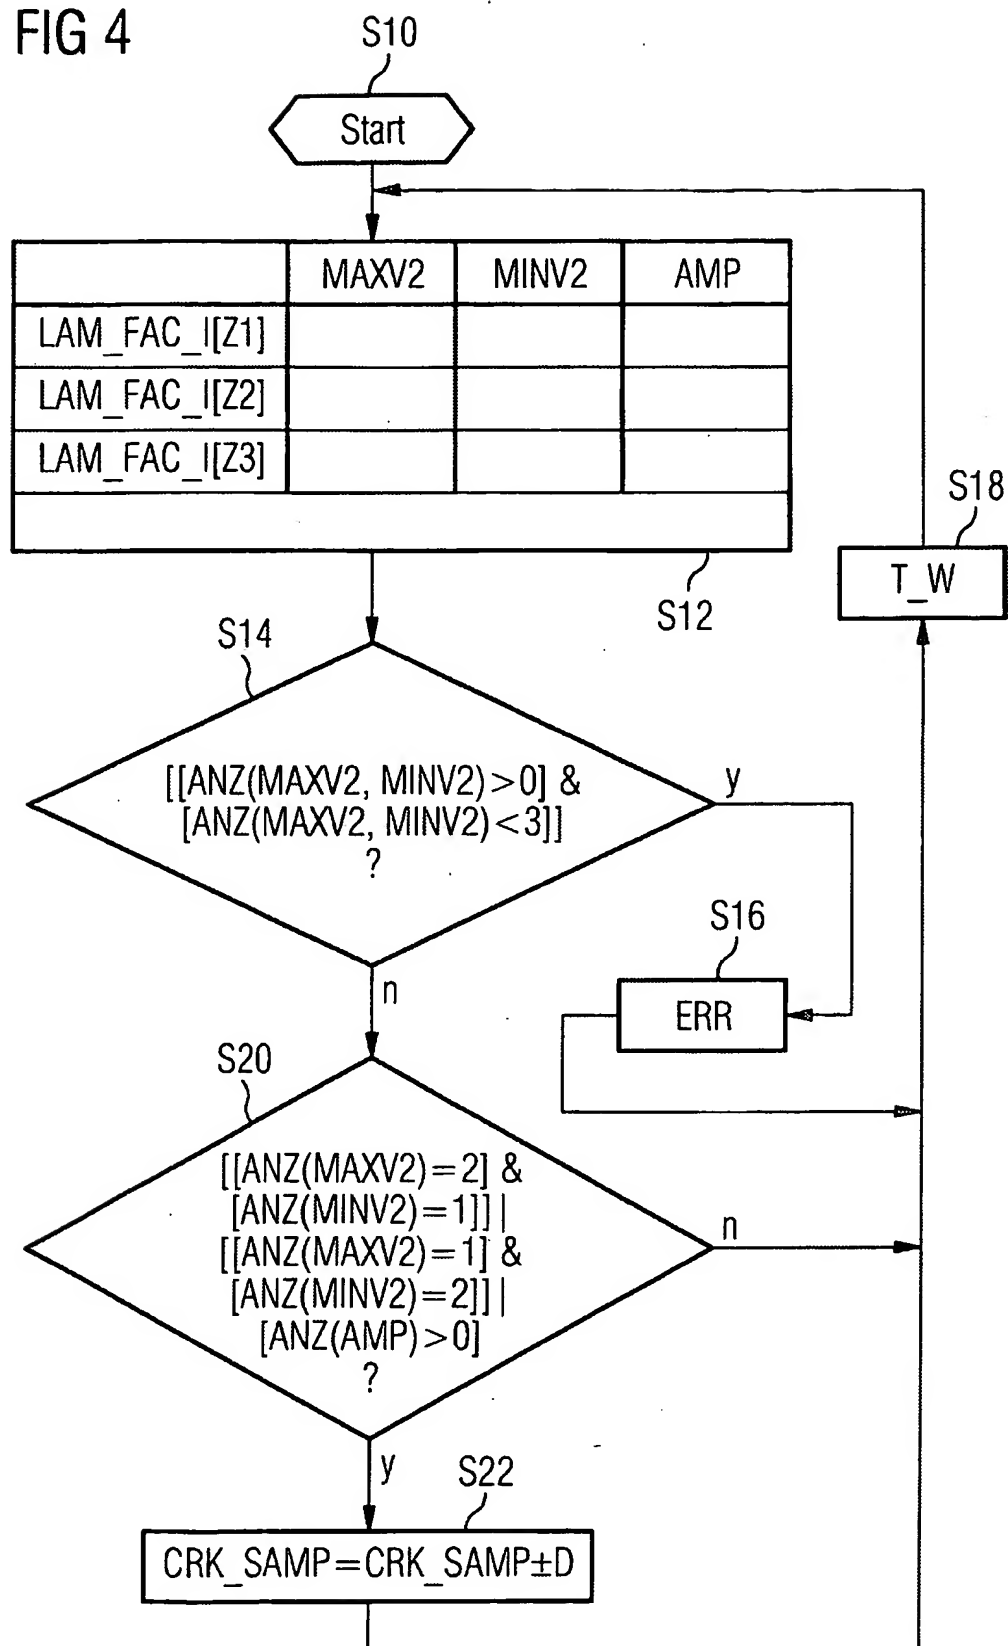 FIG 4
S10
Start
MAXV2 MINV2 AMP
LAM_FAC_I[Z1]
LAM_FAC_I[Z2]
LAM_FAC_I[Z3]
S18
T_W
S12
S14
[[ANZ(MAXV2, MINV2)>0] &
[ANZ(MAXV2, MINV2)<3]]
?
y
n
S16
ERR
S20
[[ANZ(MAXV2)=2] &
[ANZ(MINV2)=1]] |
[[ANZ(MAXV2)=1] &
[ANZ(MINV2)=2]] |
[ANZ(AMP)>0]
?
n
y
S22
CRK_SAMP=CRK_SAMP±D